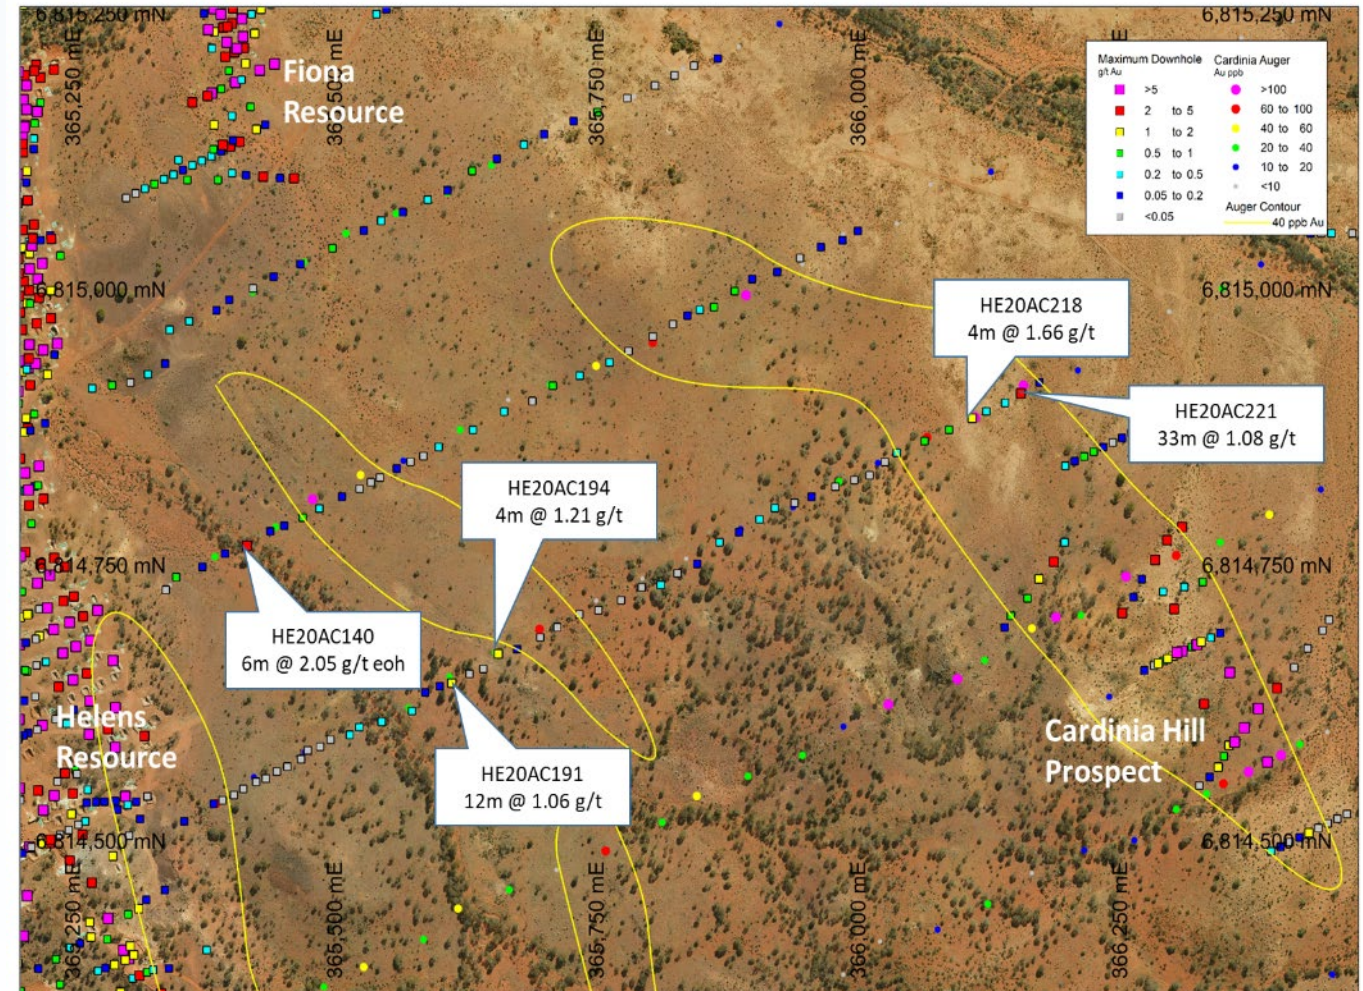 6,815,250 mN
6,815,250 mN
365,250 mE
365,500 mE
365,750 mE
366,000 mE
Fiona
Resource
Maximum Downhole
g/t Au
>5
2 to 5
1 to 2
0.5 to 1
0.2 to 0.5
0.05 to 0.2
<0.05
Cardinia Auger
Au ppb
>100
60 to 100
40 to 60
20 to 40
10 to 20
<10
Auger Contour
40 ppb Au
6,815,000 mN
6,815,000 mN
HE20AC218
4m @ 1.66 g/t
HE20AC221
33m @ 1.08 g/t
HE20AC194
4m @ 1.21 g/t
6,814,750 mN
6,814,750 mN
HE20AC140
6m @ 2.05 g/t eoh
Helens
Resource
Cardinia Hill
Prospect
HE20AC191
12m @ 1.06 g/t
6,814,500 mN
6,814,500 mN
365,250 mE
365,500 mE
365,750 mE
366,000 mE
366,250 mE